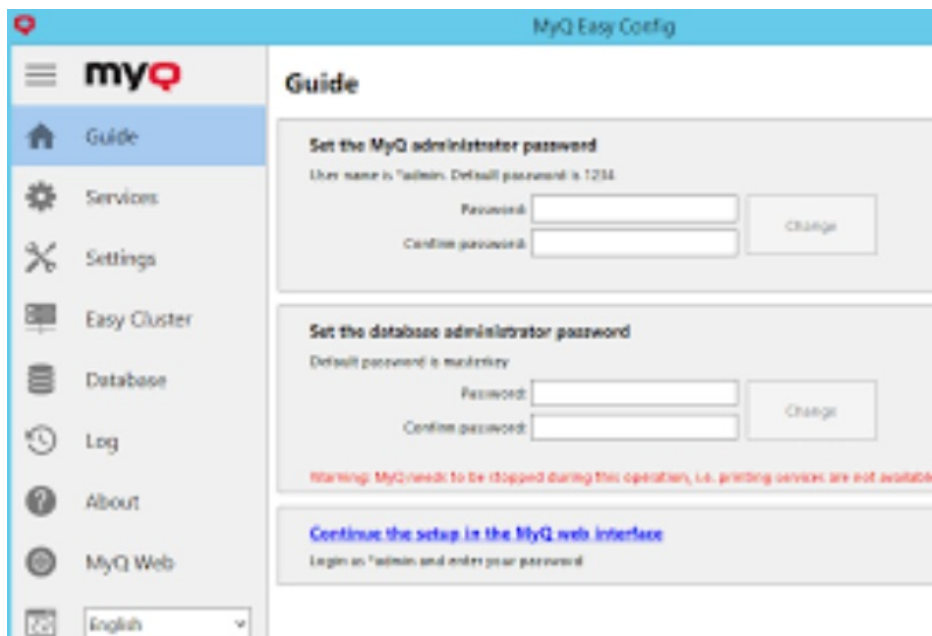 MyQ Easy Config
myQ
Guide
Services
Settings
Easy Cluster
Database
Log
About
MyQ Web
English
Guide
Set the MyQ administrator password
User name is *admin. Default password is 1234
Password:
Change
Confirm password:
Set the database administrator password
Default password is masterkey
Password:
Change
Confirm password:
Warning: MyQ needs to be stopped during this operation, i.e. printing services are not available
Continue the setup in the MyQ web interface
Login as *admin and enter your password